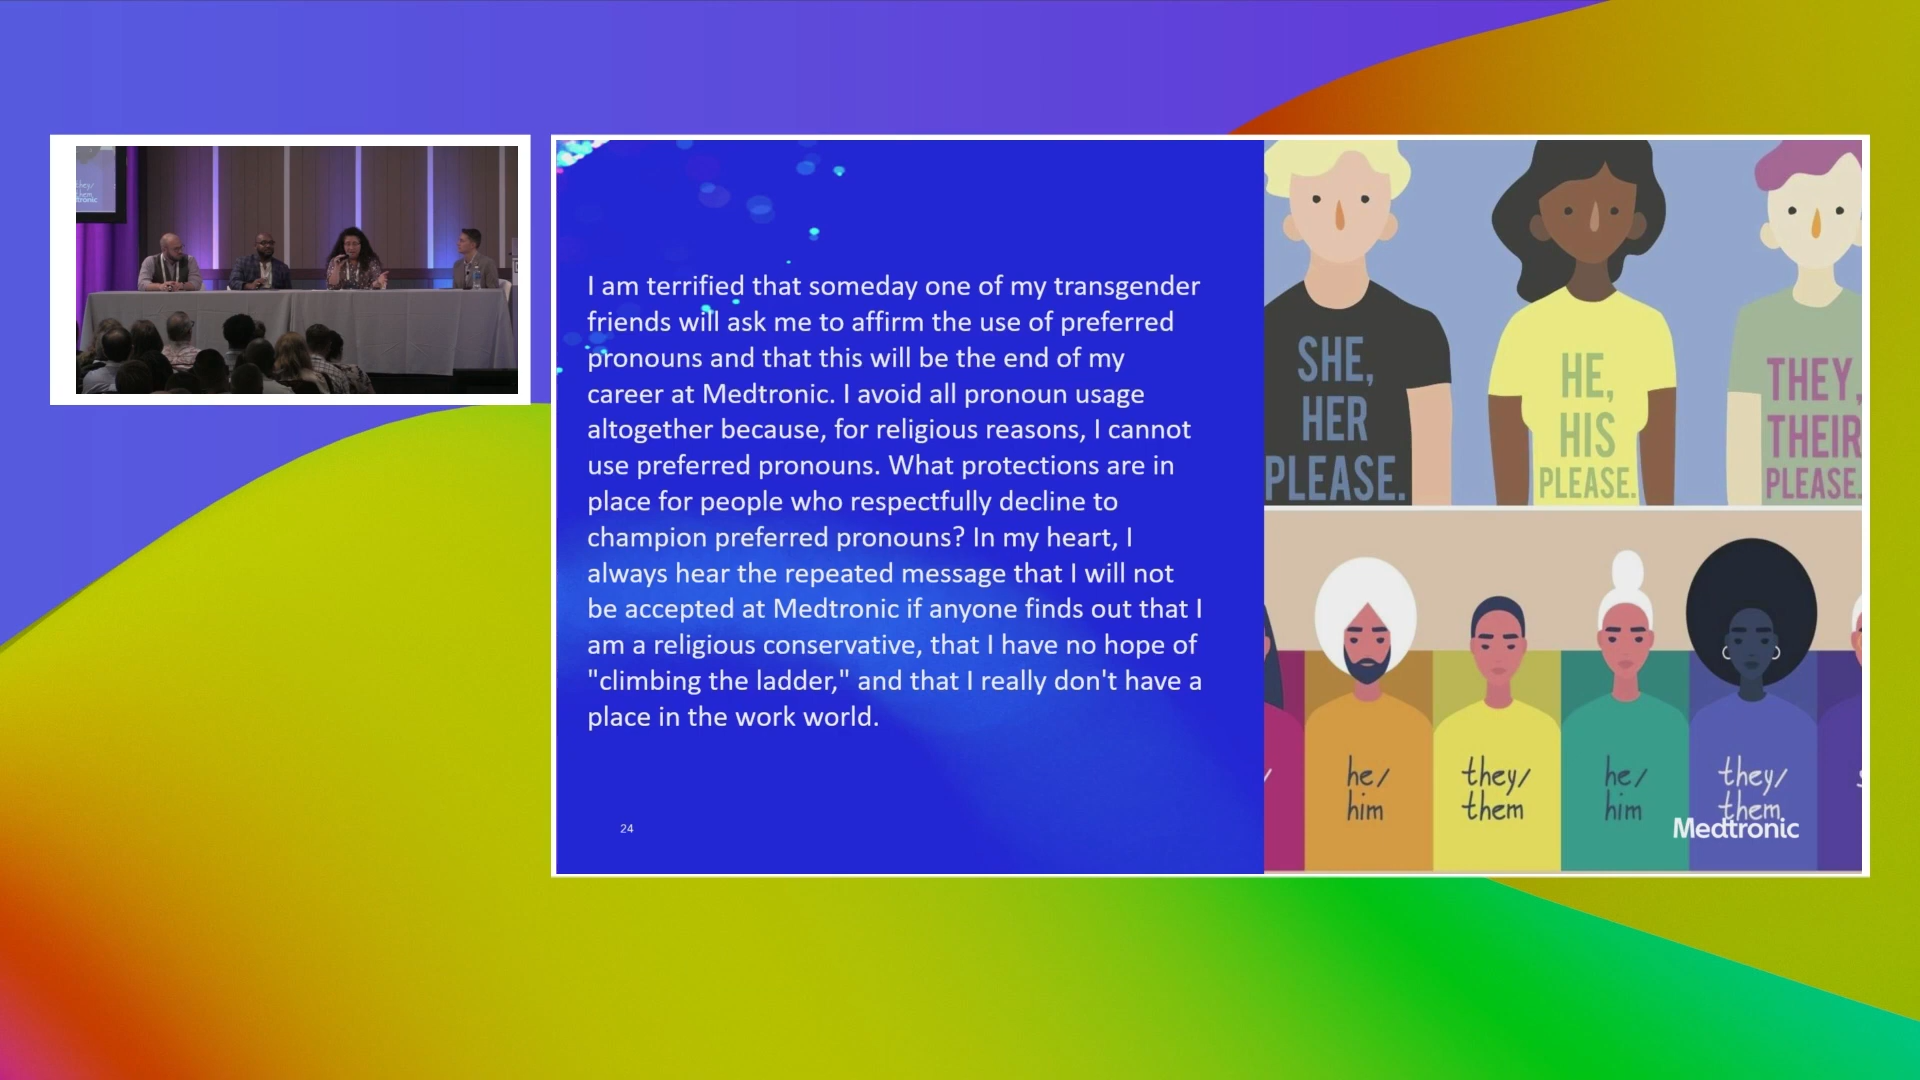 they/
them
tronic
I am terrified that someday one of my transgender
friends will ask me to affirm the use of preferred
pronouns and that this will be the end of my
career at Medtronic. I avoid all pronoun usage
altogether because, for religious reasons, I cannot
use preferred pronouns. What protections are in
place for people who respectfully decline to
champion preferred pronouns? In my heart, I
always hear the repeated message that I will not
be accepted at Medtronic if anyone finds out that I
am a religious conservative, that I have no hope of
"climbing the ladder," and that I really don't have a
place in the work world.
24
SHE,
HER
PLEASE.
HE,
HIS
PLEASE.
THEY,
THEIR
PLEASE.
he/
him
they/
them
he/
him
they/
them
Medtronic